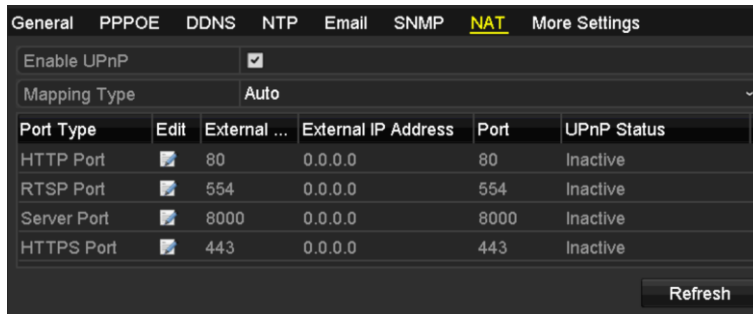 General PPPOE DDNS NTP Email SNMP NAT More Settings
Enable UPnP
Mapping Type Auto
Port Type Edit External ... External IP Address Port UPnP Status
HTTP Port 80 0.0.0.0 80 Inactive
RTSP Port 554 0.0.0.0 554 Inactive
Server Port 8000 0.0.0.0 8000 Inactive
HTTPS Port 443 0.0.0.0 443 Inactive
Refresh